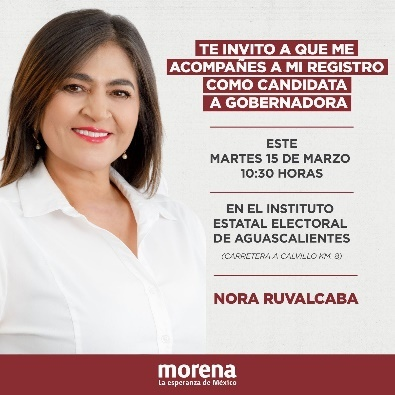 TE INVITO A QUE ME
ACOMPAÑES A MI REGISTRO
COMO CANDIDATA
A GOBERNADORA
ESTE
MARTES 15 DE MARZO
10:30 HORAS
EN EL INSTITUTO
ESTATAL ELECTORAL
DE AGUASCALIENTES
(CARRETERA A CALVILLO KM. 8)
NORA RUVALCABA
morena
La esperanza de México